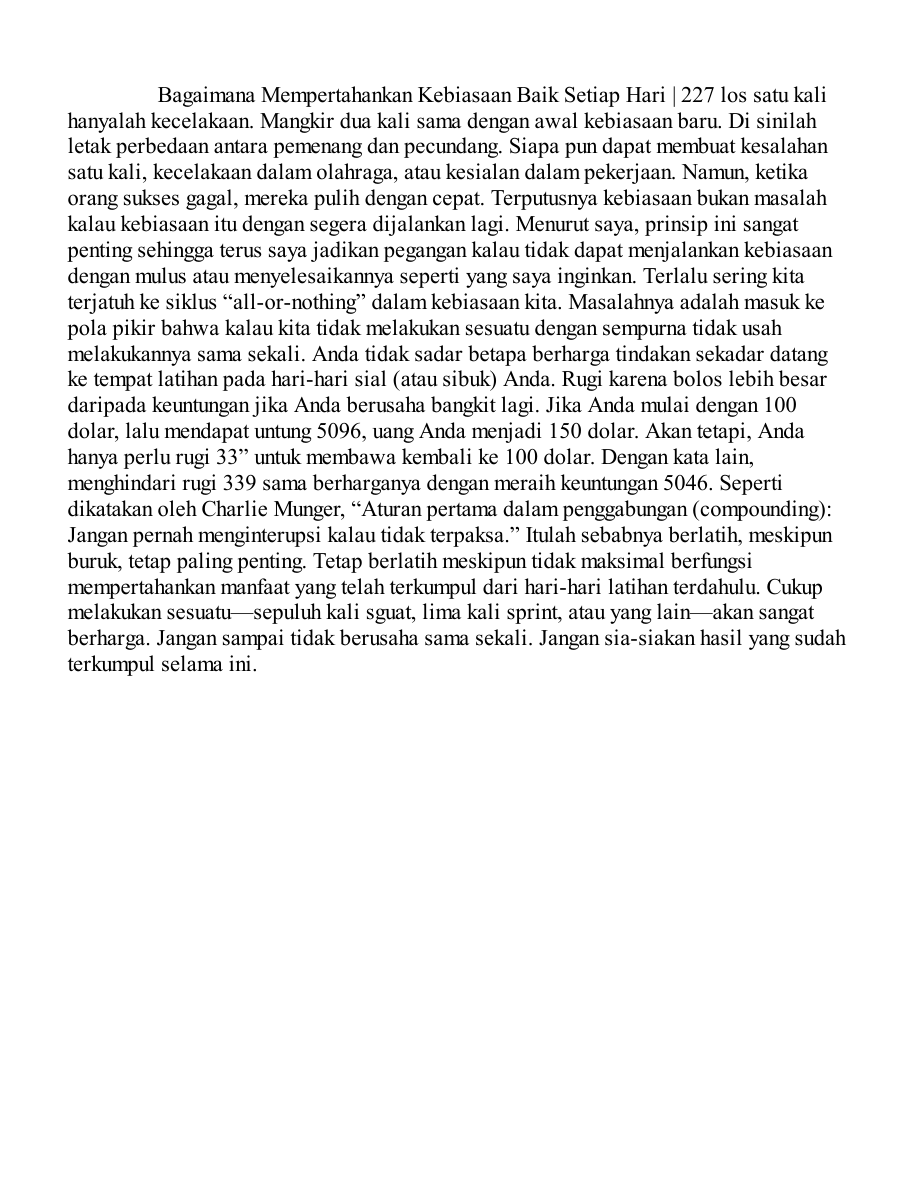 Bagaimana Mempertahankan Kebiasaan Baik Setiap Hari | 227 los satu kali
hanyalah kecelakaan. Mangkir dua kali sama dengan awal kebiasaan baru. Di sinilah
letak perbedaan antara pemenang dan pecundang. Siapa pun dapat membuat kesalahan
satu kali, kecelakaan dalam olahraga, atau kesialan dalam pekerjaan. Namun, ketika
orang sukses gagal, mereka pulih dengan cepat. Terputusnya kebiasaan bukan masalah
kalau kebiasaan itu dengan segera dijalankan lagi. Menurut saya, prinsip ini sangat
penting sehingga terus saya jadikan pegangan kalau tidak dapat menjalankan kebiasaan
dengan mulus atau menyelesaikannya seperti yang saya inginkan. Terlalu sering kita
terjatuh ke siklus “all-or-nothing” dalam kebiasaan kita. Masalahnya adalah masuk ke
pola pikir bahwa kalau kita tidak melakukan sesuatu dengan sempurna tidak usah
melakukannya sama sekali. Anda tidak sadar betapa berharga tindakan sekadar datang
ke tempat latihan pada hari-hari sial (atau sibuk) Anda. Rugi karena bolos lebih besar
daripada keuntungan jika Anda berusaha bangkit lagi. Jika Anda mulai dengan 100
dolar, lalu mendapat untung 5096, uang Anda menjadi 150 dolar. Akan tetapi, Anda
hanya perlu rugi 33” untuk membawa kembali ke 100 dolar. Dengan kata lain,
menghindari rugi 339 sama berharganya dengan meraih keuntungan 5046. Seperti
dikatakan oleh Charlie Munger, “Aturan pertama dalam penggabungan (compounding):
Jangan pernah menginterupsi kalau tidak terpaksa.” Itulah sebabnya berlatih, meskipun
buruk, tetap paling penting. Tetap berlatih meskipun tidak maksimal berfungsi
mempertahankan manfaat yang telah terkumpul dari hari-hari latihan terdahulu. Cukup
melakukan sesuatu—sepuluh kali sguat, lima kali sprint, atau yang lain—akan sangat
berharga. Jangan sampai tidak berusaha sama sekali. Jangan sia-siakan hasil yang sudah
terkumpul selama ini.